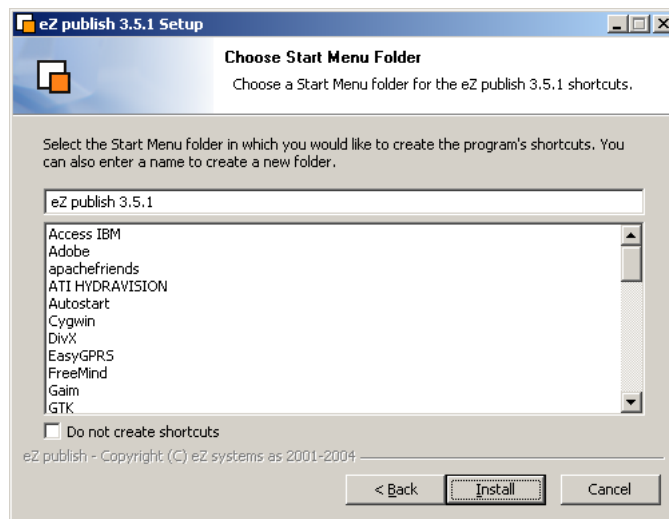 eZ publish 3.5.1 Setup
Choose Start Menu Folder
Choose a Start Menu folder for the eZ publish 3.5.1 shortcuts.
Select the Start Menu folder in which you would like to create the program's shortcuts. You
can also enter a name to create a new folder.
eZ publish 3.5.1
Access IBM
Adobe
apachefriends
ATI HYDRAVISION
Autostart
Cygwin
DivX
EasyGPRS
FreeMind
Gaim
GTK
Do not create shortcuts
eZ publish - Copyright (C) eZ systems as 2001-2004
< Back
Install
Cancel